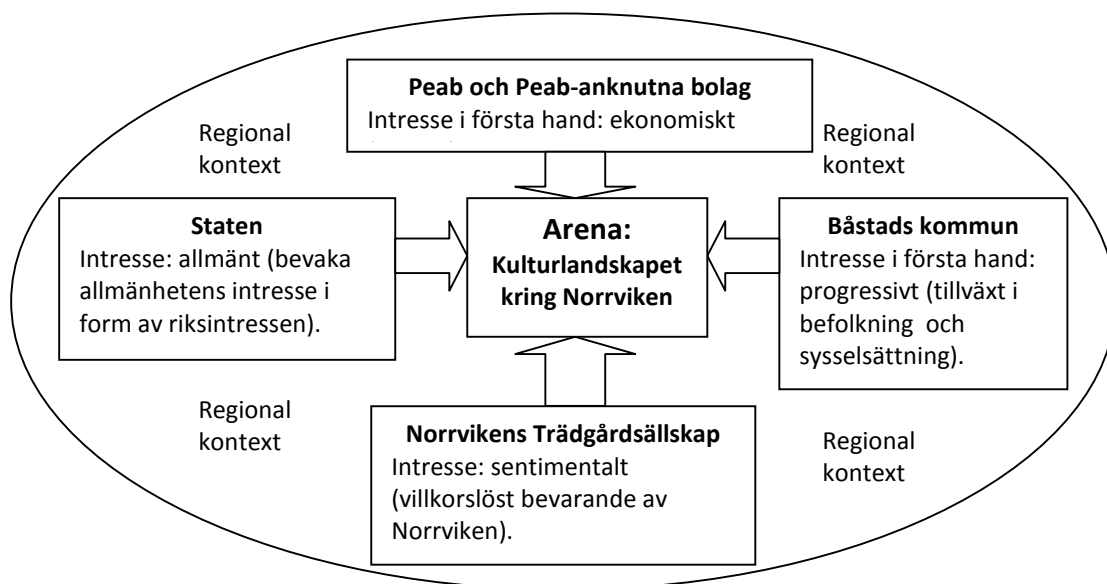 Peab och Peab-anknutna bolag
Intresse i första hand: ekonomiskt
Regional
kontext
Regional
kontext
Staten
Intresse: allmänt (bevaka
allmänhetens intresse i
form av riksintressen).
Arena:
Kulturlandskapet
kring Norrviken
Båstads kommun
Intresse i första hand:
progressivt (tillväxt i
befolkning och
sysselsättning).
Regional
kontext
Norrvikens Trädgårdsällskap
Intresse: sentimentalt
(villkorslöst bevarande av
Norrviken).
Regional
kontext